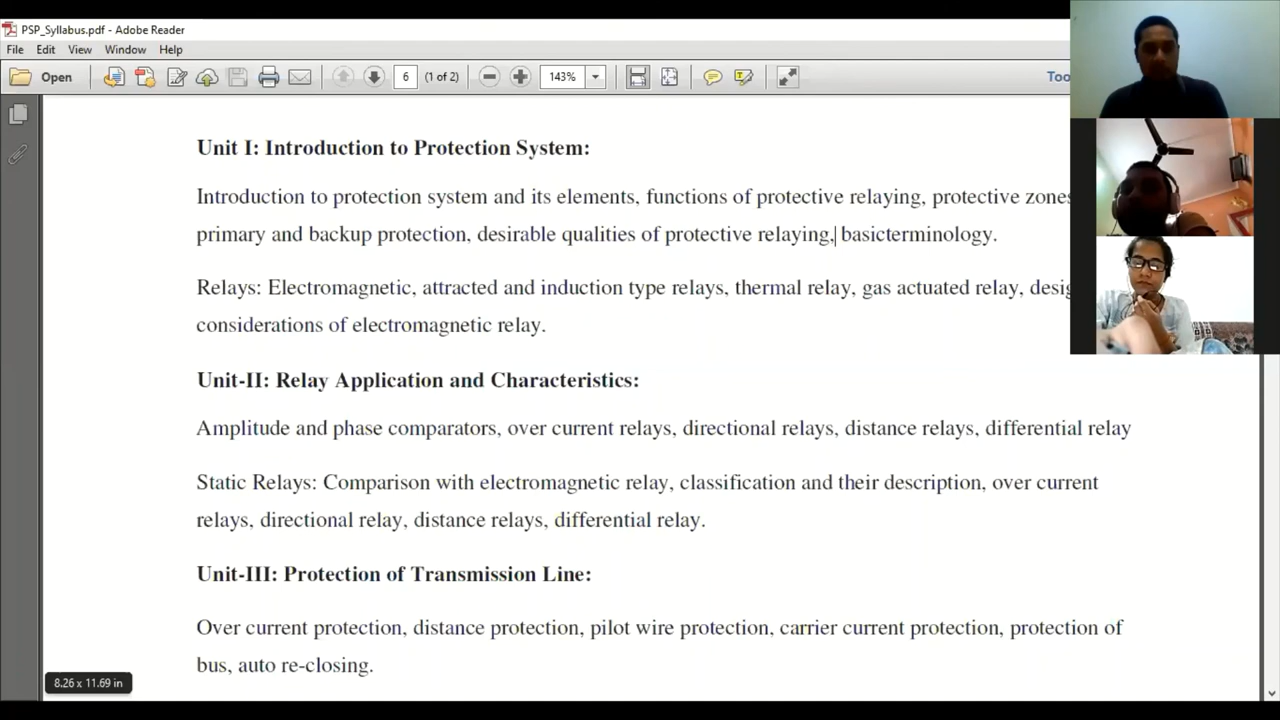 PSP_Syllabus.pdf - Adobe Reader
File Edit View Window Help
Open 6 (1 of 2) 143%
Unit I: Introduction to Protection System:
Introduction to protection system and its elements, functions of protective relaying, protective zones
primary and backup protection, desirable qualities of protective relaying, basicterminology.
Relays: Electromagnetic, attracted and induction type relays, thermal relay, gas actuated relay,
considerations of electromagnetic relay.
Unit-II: Relay Application and Characteristics:
Amplitude and phase comparators, over current relays, directional relays, distance relays, differential relay
Static Relays: Comparison with electromagnetic relay, classification and their description, over current
relays, directional relay, distance relays, differential relay.
Unit-III: Protection of Transmission Line:
Over current protection, distance protection, pilot wire protection, carrier current protection, protection of
bus, auto re-closing.
8.26 x 11.69 in